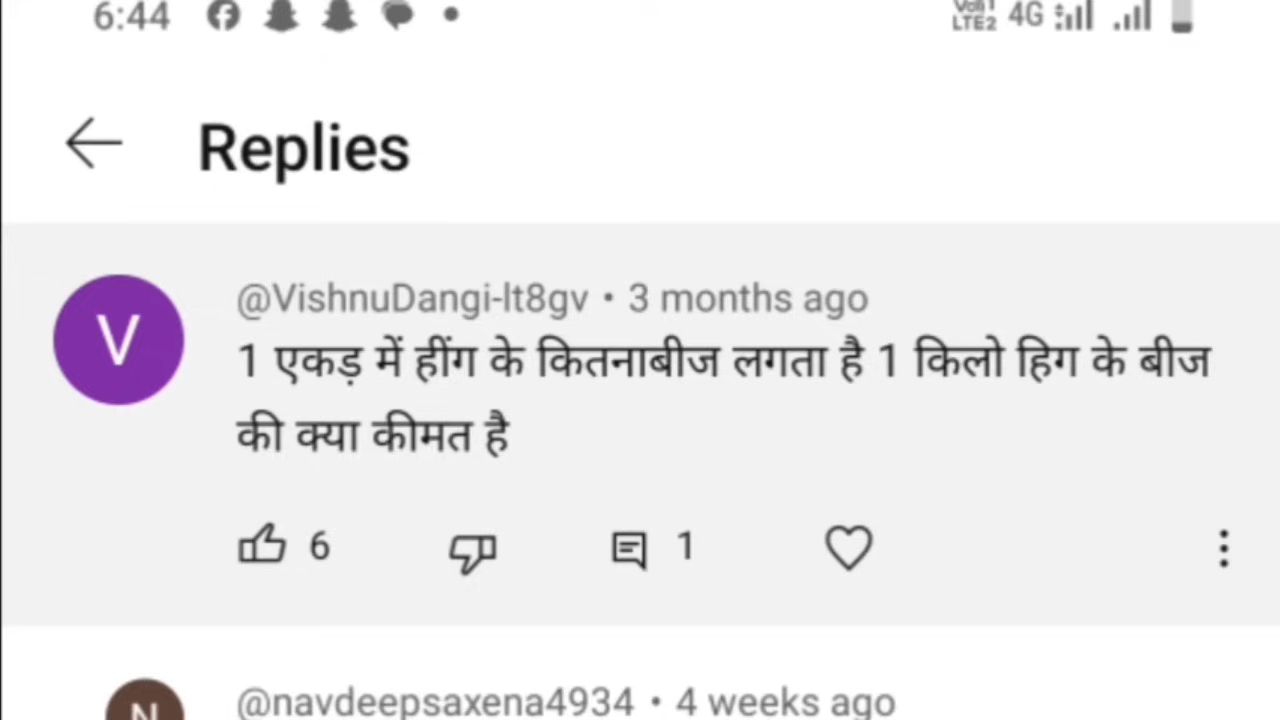 6:44
LTE2 4G
Replies
V
@VishnuDangi-lt8gv • 3 months ago
1 एकड़ में हींग के कितनाबीज लगता है 1 किलो हिग के बीज
की क्या कीमत है
6
1
N
@navdeepsaxena4934 • 4 weeks ago